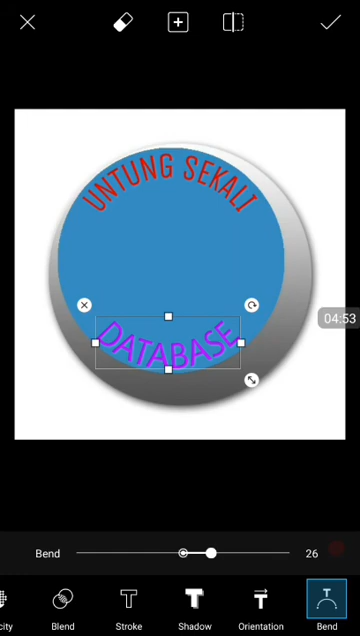 UNTUNG SEKALI
DATABASE
04:53
Bend 26
city Blend Stroke Shadow Orientation Bend